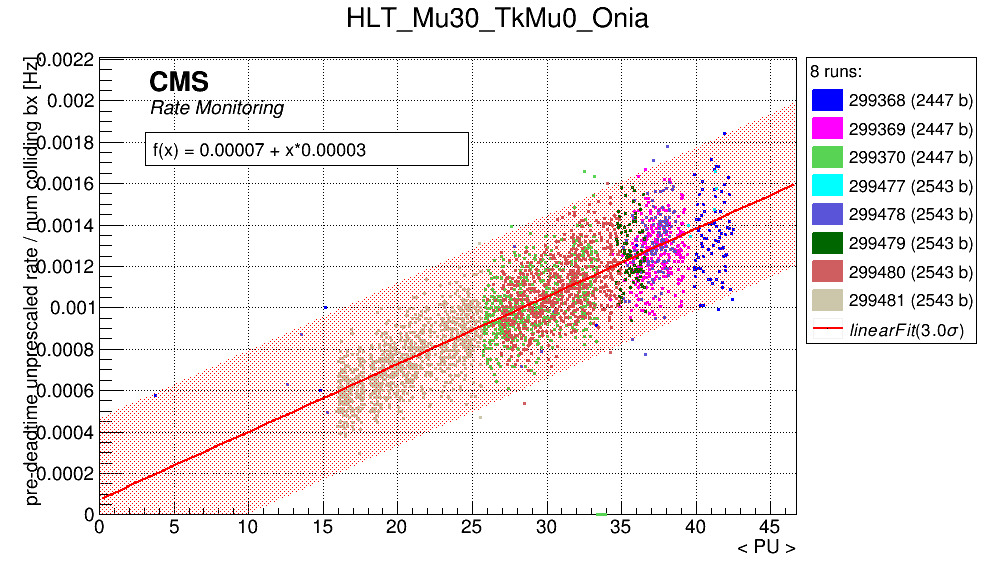 HLT_Mu30_TkMu0_Onia
pre-deadtime unprescaled rate / num colliding bx [Hz]
0.0022
0.002
0.0018
0.0016
0.0014
0.0012
0.001
0.0008
0.0006
0.0004
0.0002
0
CMS
Rate Monitoring
f(x) = 0.00007 + x*0.00003
0 5 10 15 20 25 30 35 40 45
< PU >
8 runs:
299368 (2447 b)
299369 (2447 b)
299370 (2447 b)
299477 (2543 b)
299478 (2543 b)
299479 (2543 b)
299480 (2543 b)
299481 (2543 b)
linearFit(3.0σ)